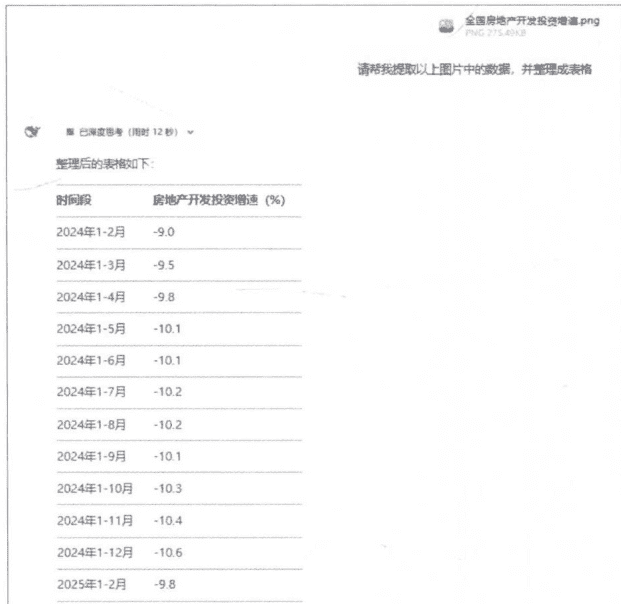 全国房地产开发投资增速.png
PNG 275.49KB
请帮我提取以上图片中的数据，并整理成表格
已深度思考（用时 12 秒）
整理后的表格如下：
时间段 房地产开发投资增速（%）
2024年1-2月 -9.0
2024年1-3月 -9.5
2024年1-4月 -9.8
2024年1-5月 -10.1
2024年1-6月 -10.1
2024年1-7月 -10.2
2024年1-8月 -10.2
2024年1-9月 -10.1
2024年1-10月 -10.3
2024年1-11月 -10.4
2024年1-12月 -10.6
2025年1-2月 -9.8